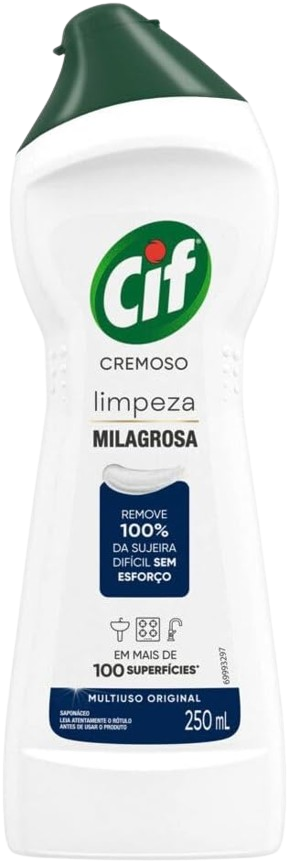 Cif
CREMOSO
limpeza
MILAGROSA
REMOVE
100%
DA SUJEIRA
DIFÍCIL SEM
ESFORÇO
EM MAIS DE
100 SUPERFÍCIES*
69993297
MULTIUSO ORIGINAL
SAPONÁCEO
LEIA ATENTAMENTE O RÓTULO
ANTES DE USAR O PRODUTO
250 mL